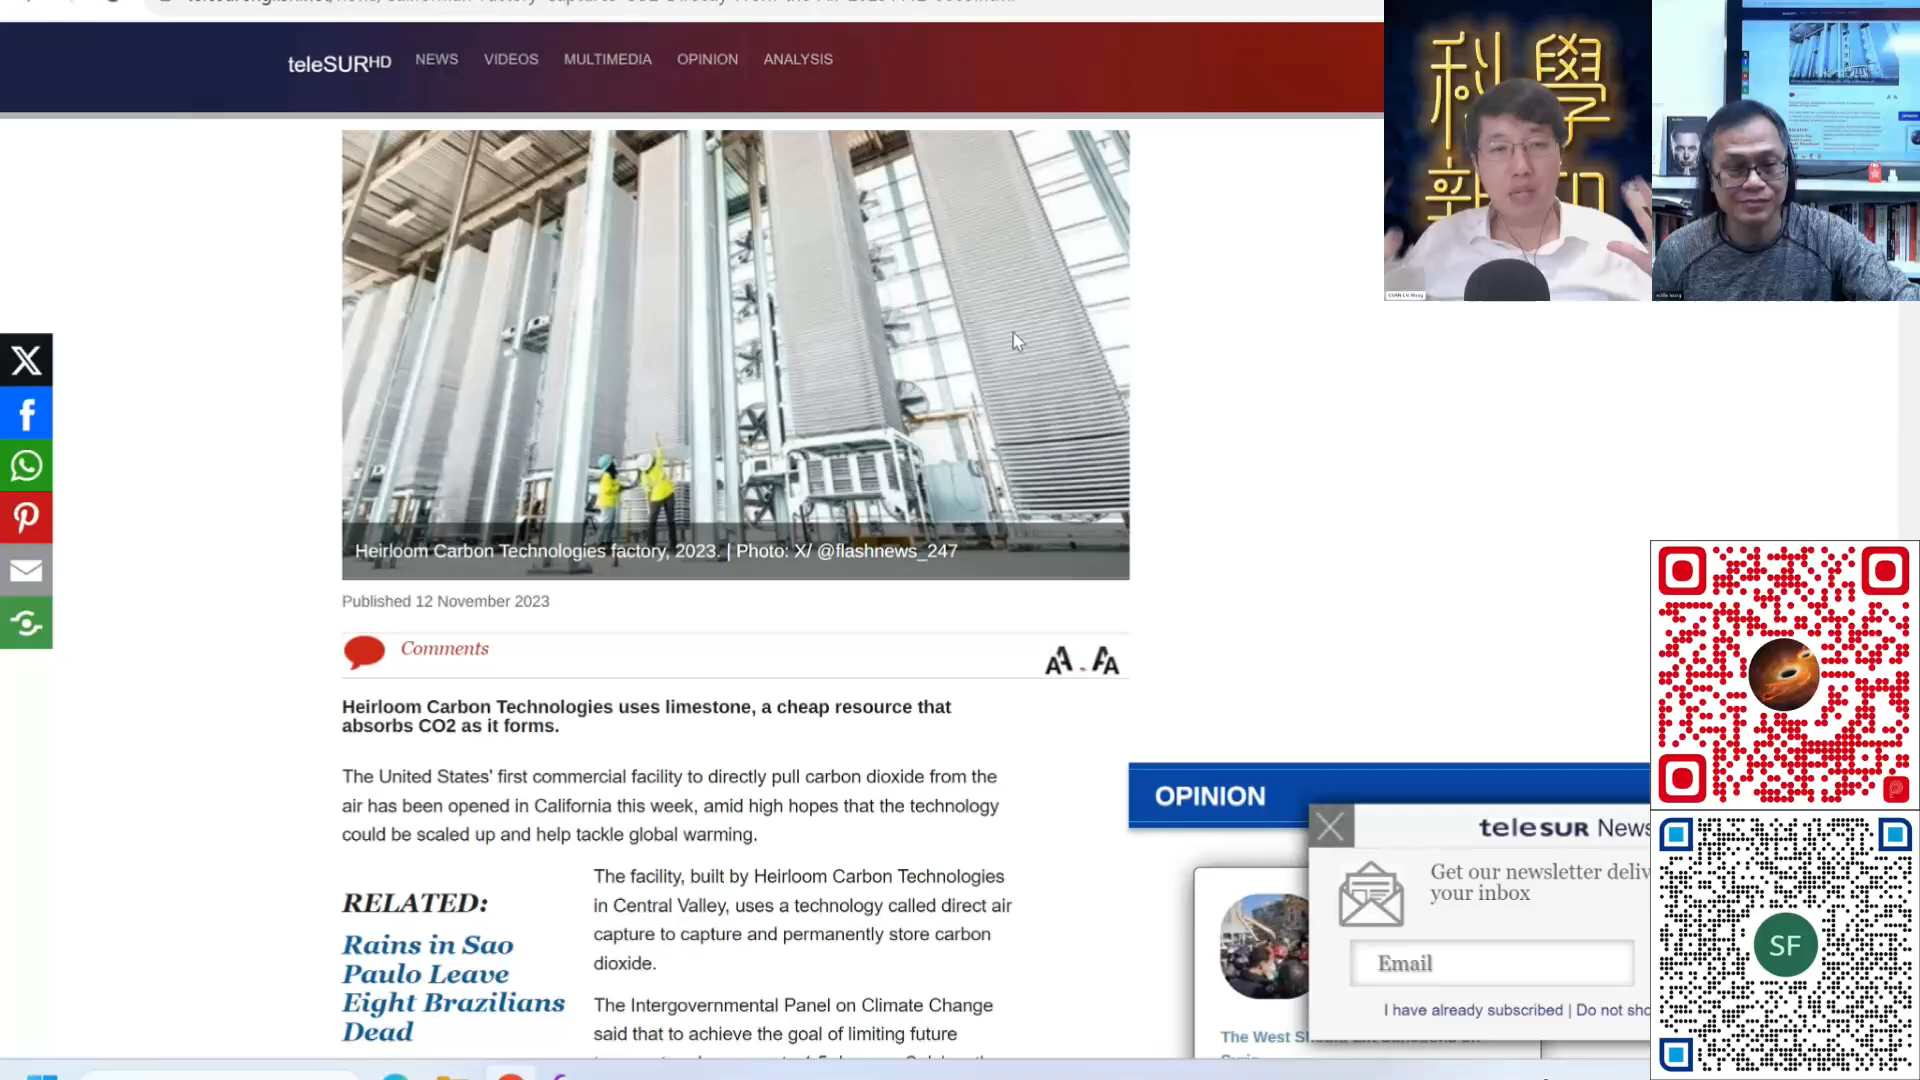 teleSURHD
NEWS
VIDEOS
MULTIMEDIA
OPINION
ANALYSIS
科學
新知
Heirloom Carbon Technologies factory, 2023. | Photo: X/ @flashnews_247
Published 12 November 2023
Comments
AA - AA
Heirloom Carbon Technologies uses limestone, a cheap resource that
absorbs CO2 as it forms.
The United States' first commercial facility to directly pull carbon dioxide from the
air has been opened in California this week, amid high hopes that the technology
could be scaled up and help tackle global warming.
RELATED:
Rains in Sao
Paulo Leave
Eight Brazilians
Dead
The facility, built by Heirloom Carbon Technologies
in Central Valley, uses a technology called direct air
capture to capture and permanently store carbon
dioxide.
The Intergovernmental Panel on Climate Change
said that to achieve the goal of limiting future
OPINION
The West
teleSUR News
Get our newsletter deliv
your inbox
Email
I have already subscribed | Do not sho
SF